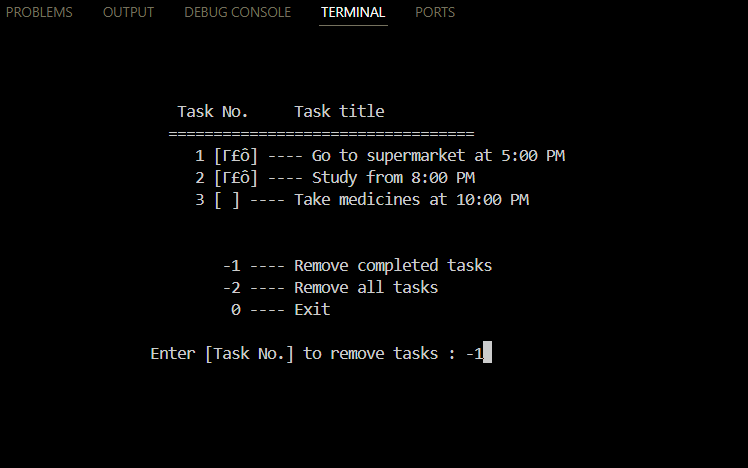 PROBLEMS OUTPUT DEBUG CONSOLE TERMINAL PORTS
Task No. Task title
==================================
1 [Γ£ô] ---- Go to supermarket at 5:00 PM
2 [Γ£ô] ---- Study from 8:00 PM
3 [ ] ---- Take medicines at 10:00 PM
-1 ---- Remove completed tasks
-2 ---- Remove all tasks
0 ---- Exit
Enter [Task No.] to remove tasks : -1